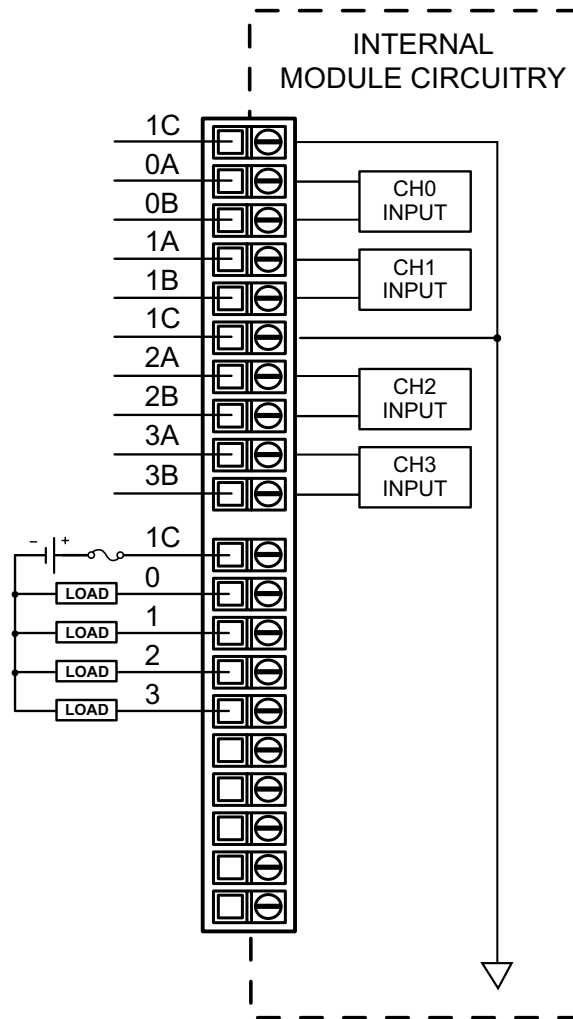 INTERNAL
MODULE CIRCUITRY
1C
0A
0B
1A
1B
1C
2A
2B
3A
3B
CH0
INPUT
CH1
INPUT
CH2
INPUT
CH3
INPUT
- +
1C
LOAD 0
LOAD 1
LOAD 2
LOAD 3